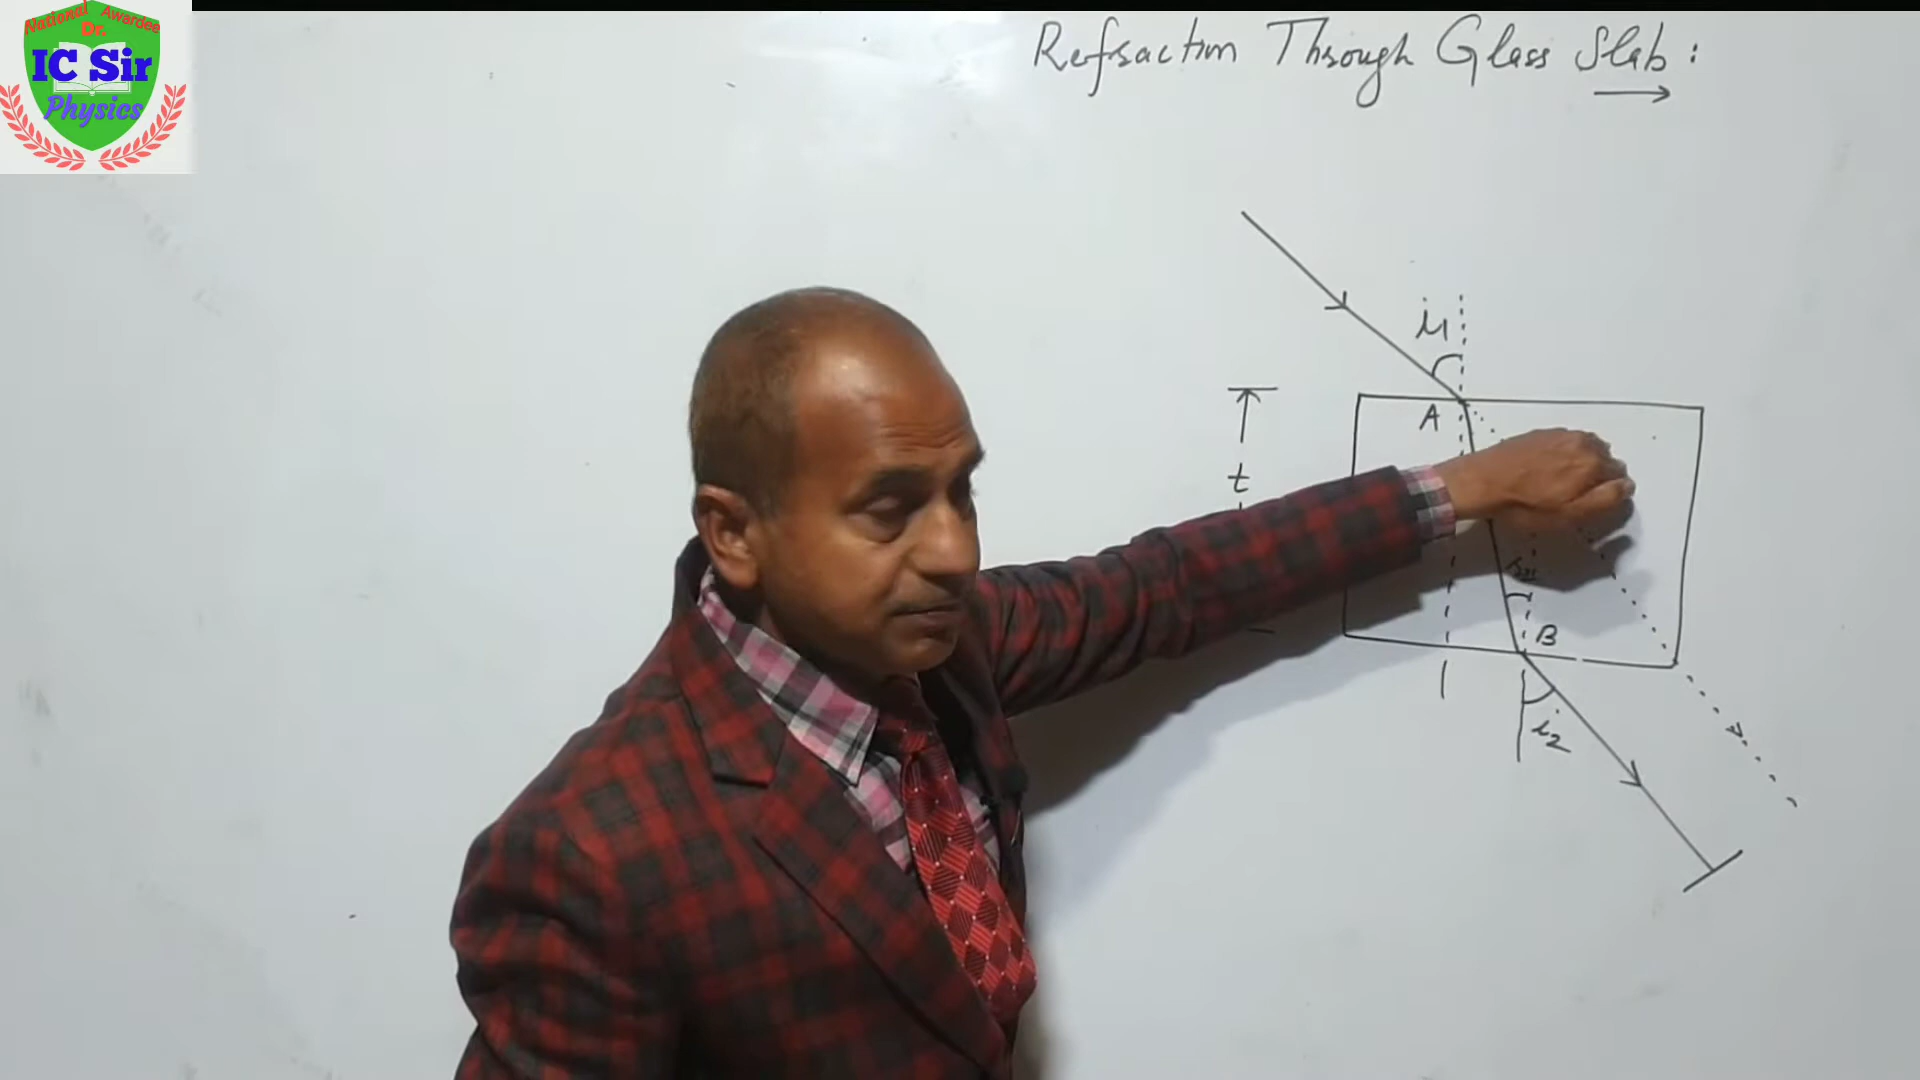 National Awardee
Dr.
IC Sir
Physics
Refraction Through Glass Slab :
i1
A
t
B
i2